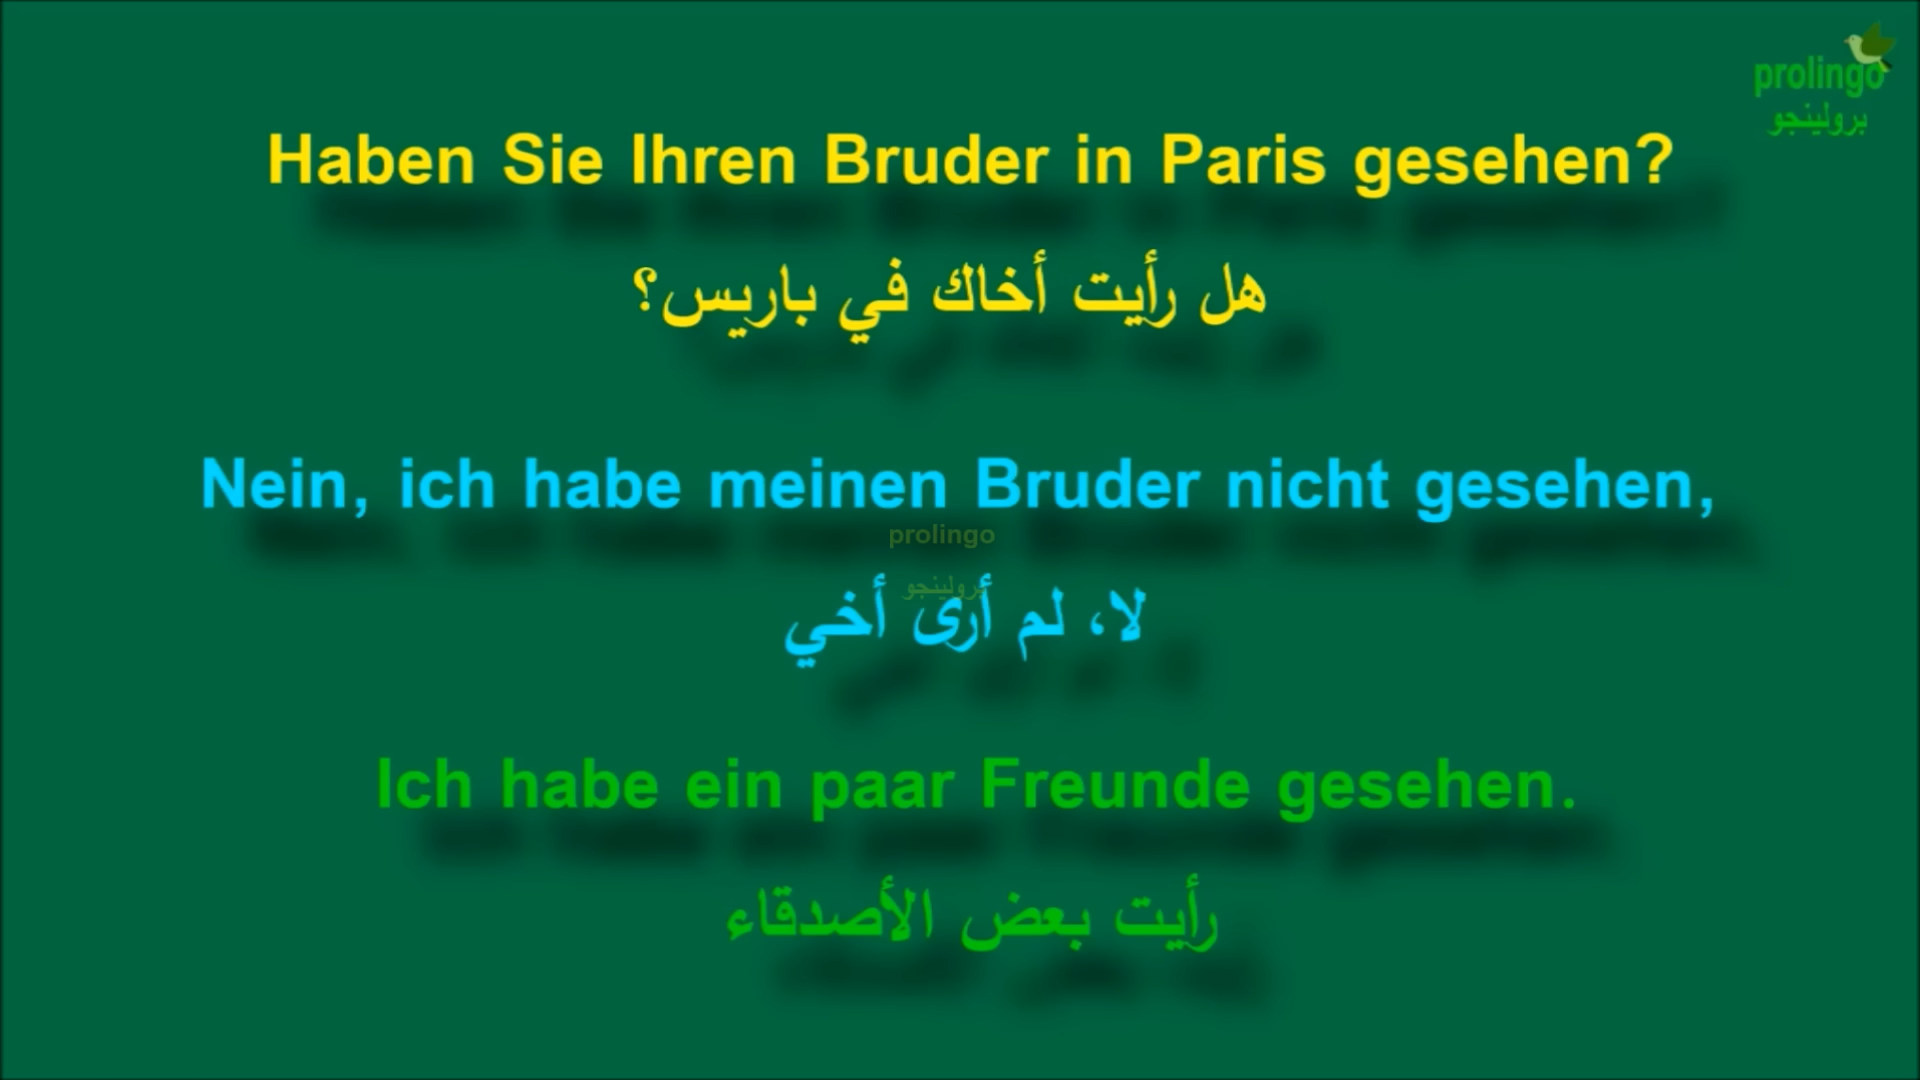 prolingo
برولينجو
Haben Sie Ihren Bruder in Paris gesehen?
هل رأيت أخاك في باريس؟
Nein, ich habe meinen Bruder nicht gesehen,
prolingo
برولينجو
لا، لم أرى أخي
Ich habe ein paar Freunde gesehen.
رأيت بعض الأصدقاء